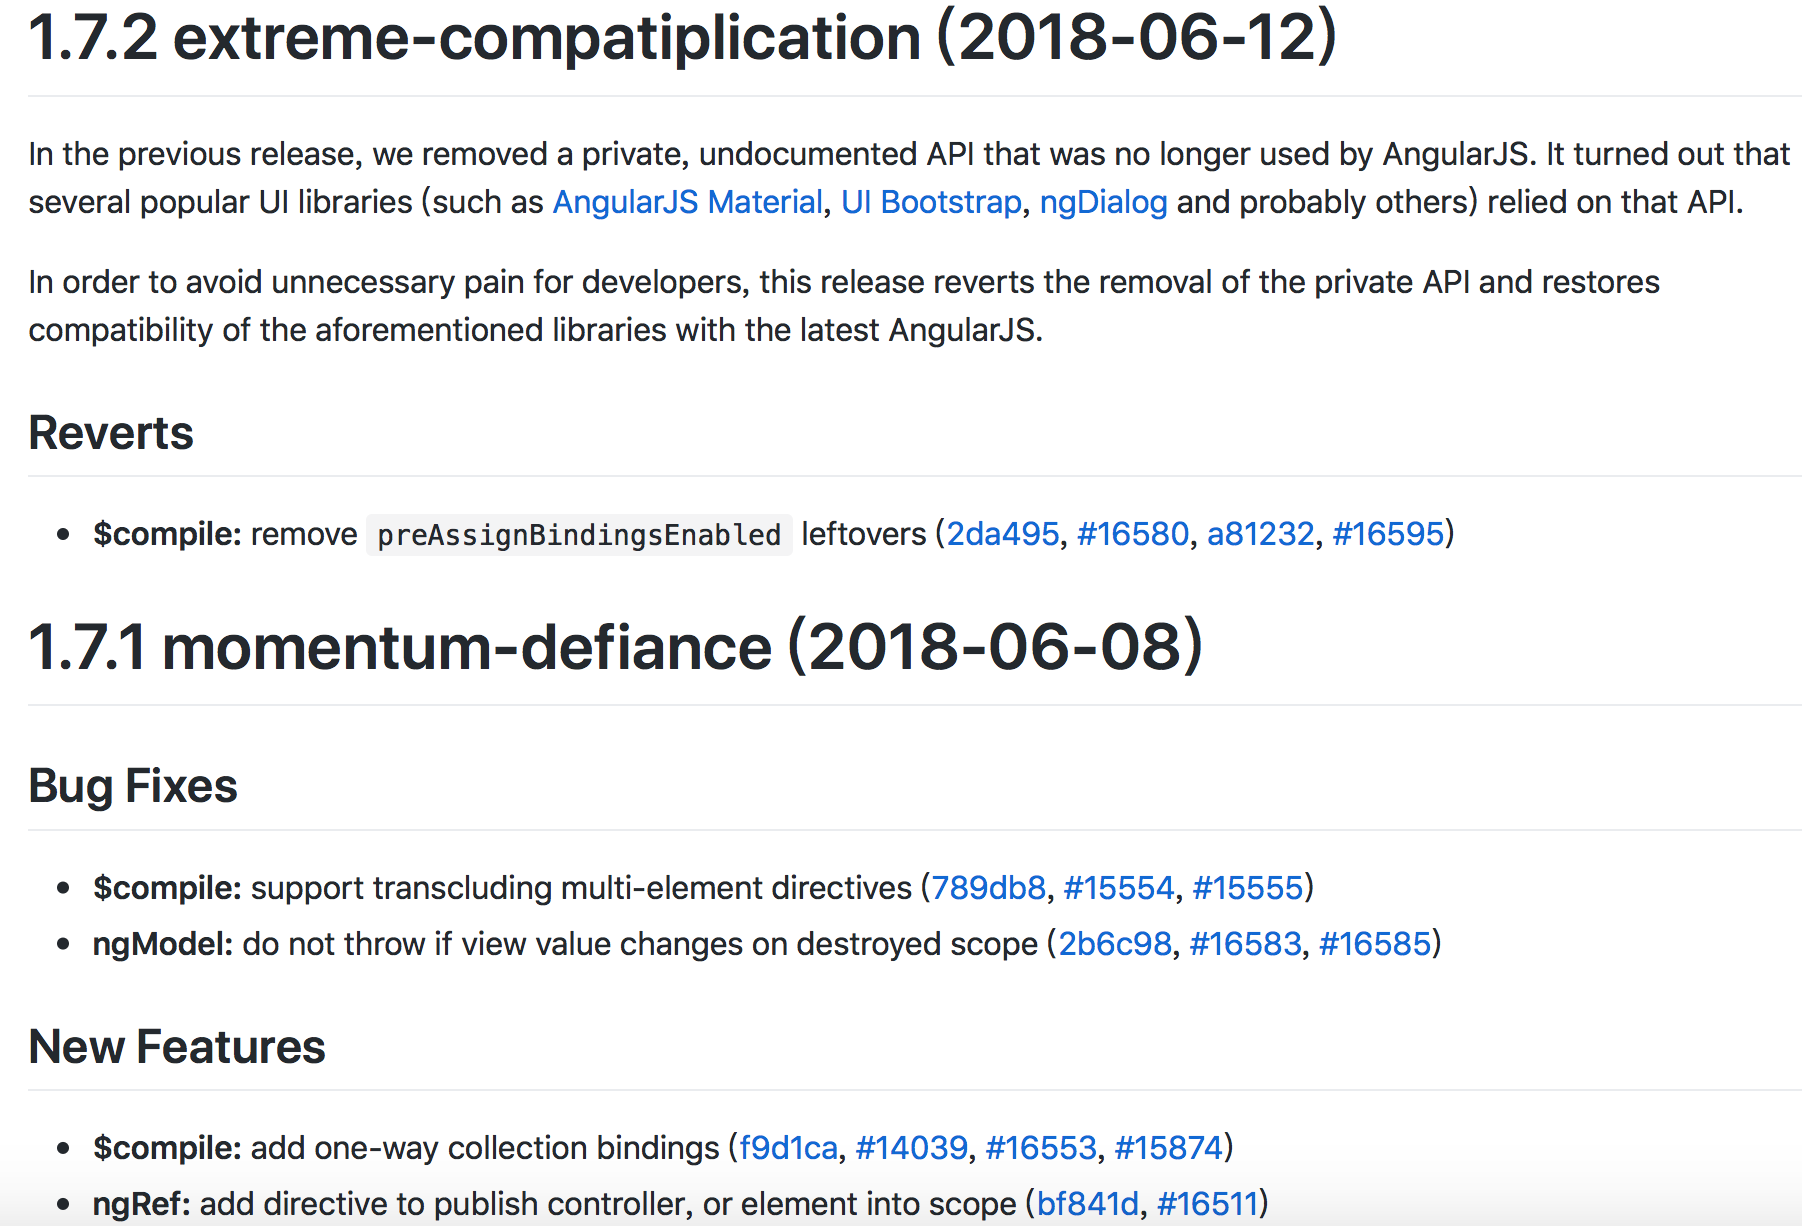 1.7.2 extreme-compatiplication (2018-06-12)
In the previous release, we removed a private, undocumented API that was no longer used by AngularJS. It turned out that
several popular UI libraries (such as AngularJS Material, UI Bootstrap, ngDialog and probably others) relied on that API.
In order to avoid unnecessary pain for developers, this release reverts the removal of the private API and restores
compatibility of the aforementioned libraries with the latest AngularJS.
Reverts
• $compile: remove preAssignBindingsEnabled leftovers (2da495, #16580, a81232, #16595)
1.7.1 momentum-defiance (2018-06-08)
Bug Fixes
• $compile: support transcluding multi-element directives (789db8, #15554, #15555)
• ngModel: do not throw if view value changes on destroyed scope (2b6c98, #16583, #16585)
New Features
• $compile: add one-way collection bindings (f9d1ca, #14039, #16553, #15874)
• ngRef: add directive to publish controller, or element into scope (bf841d, #16511)